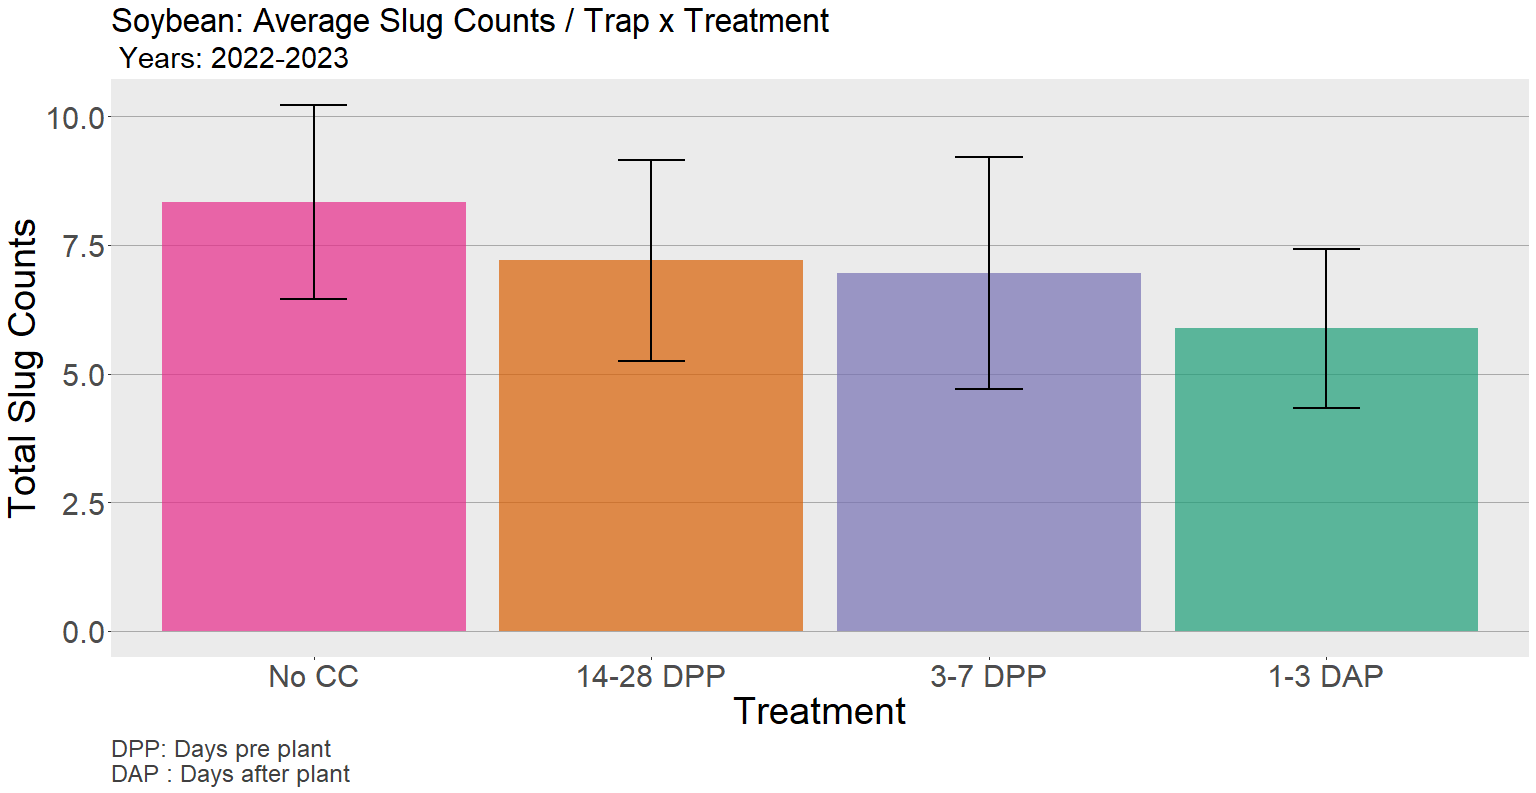 Soybean: Average Slug Counts / Trap x Treatment
Years: 2022-2023
Total Slug Counts
10.0
7.5
5.0
2.5
0.0
No CC
14-28 DPP
3-7 DPP
1-3 DAP
Treatment
DPP: Days pre plant
DAP : Days after plant